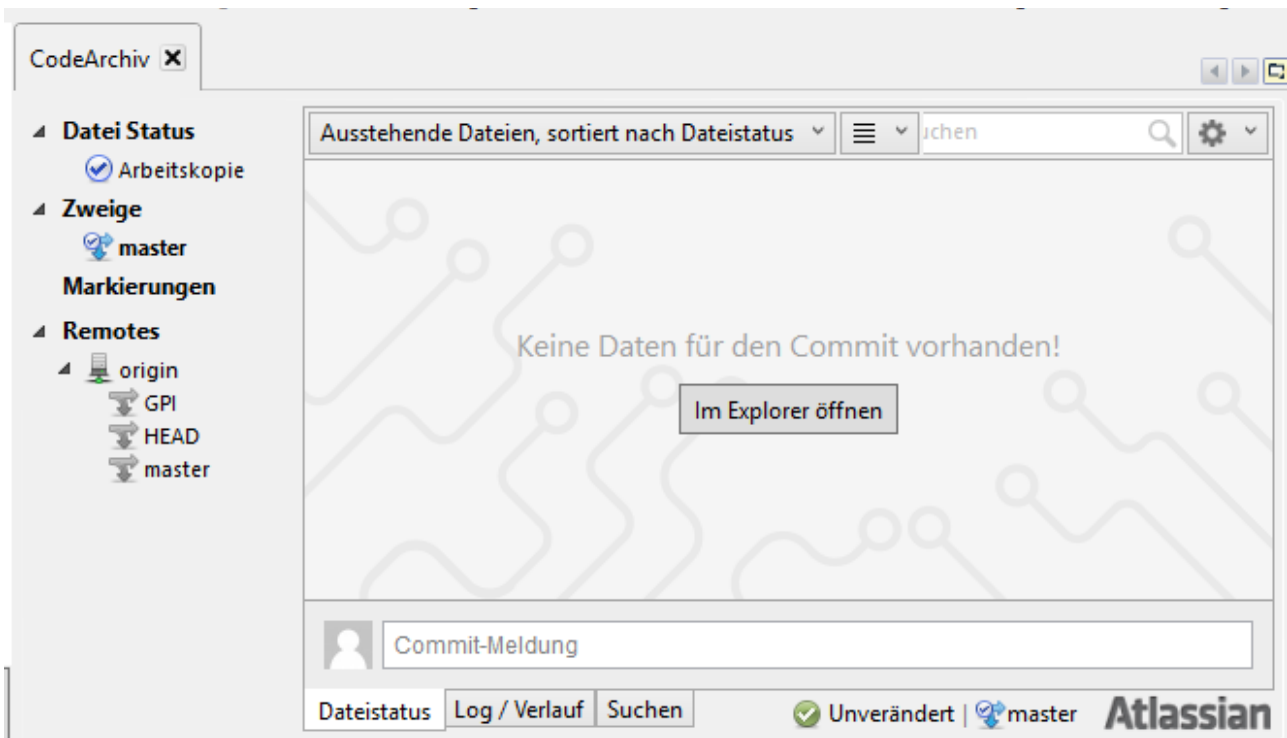 CodeArchiv
Datei Status
Arbeitskopie
Zweige
master
Markierungen
Remotes
origin
GPI
HEAD
master
Ausstehende Dateien, sortiert nach Dateistatus
Keine Daten für den Commit vorhanden!
Im Explorer öffnen
Commit-Meldung
Dateistatus Log / Verlauf Suchen Unverändert | master Atlassian